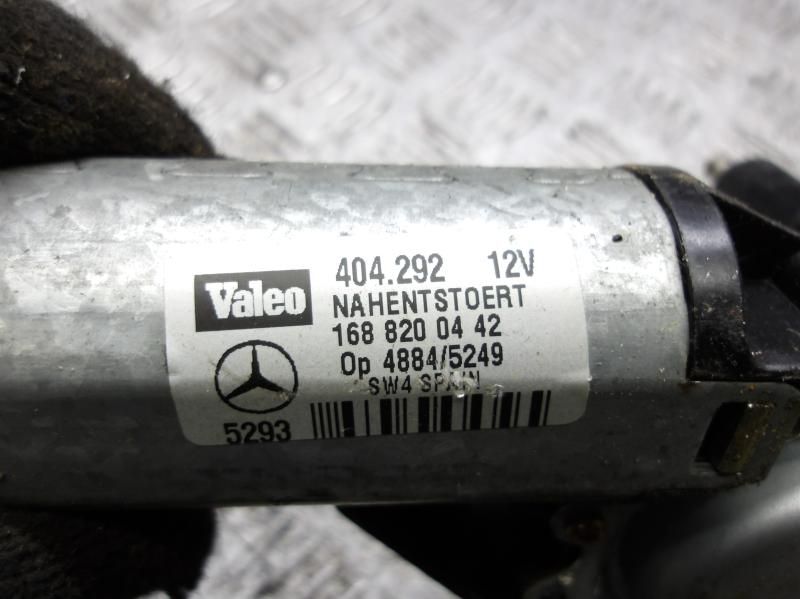 Valeo
404.292 12V
NAHENTSTOERT
168 820 04 42
Op 4884/5249
SW4 SPAIN
5293